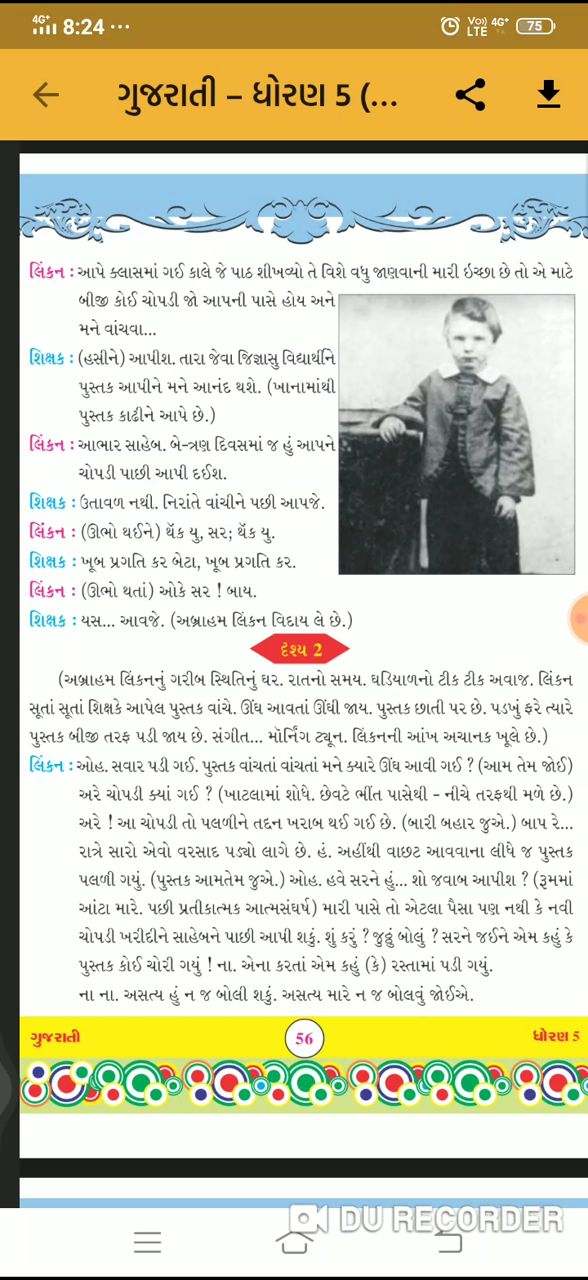 4G+ 8:24 ... Vo)) LTE 4G+ 75
ગુજરાતી – ધોરણ 5 (...
લિંકન : આપે ક્લાસમાં ગઈ કાલે જે પાઠ શીખવ્યો તે વિશે વધુ જાણવાની મારી ઇચ્છા છે તો એ માટે
બીજી કોઈ ચોપડી જો આપની પાસે હોય અને
મને વાંચવા...
શિક્ષક : (હસીને) આપીશ. તારા જેવા જિજ્ઞાસુ વિદ્યાર્થીને
પુસ્તક આપીને મને આનંદ થશે. (ખાનામાંથી
પુસ્તક કાઢીને આપે છે.)
લિંકન : આભાર સાહેબ. બે-ત્રણ દિવસમાં જ હું આપને
ચોપડી પાછી આપી દઈશ.
શિક્ષક : ઉતાવળ નથી. નિરાંતે વાંચીને પછી આપજે.
લિંકન : (ઊભો થઈને) થૅંક યુ, સર; થૅંક યુ.
શિક્ષક : ખૂબ પ્રગતિ કર બેટા, ખૂબ પ્રગતિ કર.
લિંકન : (ઊભો થતાં) ઓકે સર ! બાય.
શિક્ષક : યસ... આવજે. (અબ્રાહમ લિંકન વિદાય લે છે.)
દૃશ્ય 2
(અબ્રાહમ લિંકનનું ગરીબ સ્થિતિનું ઘર. રાતનો સમય. ઘડિયાળનો ટીક ટીક અવાજ. લિંકન
સૂતાં સૂતાં શિક્ષકે આપેલ પુસ્તક વાંચે. ઊંઘ આવતાં ઊંઘી જાય. પુસ્તક છાતી પર છે. પડખું ફરે ત્યારે
પુસ્તક બીજી તરફ પડી જાય છે. સંગીત... મૉર્નિંગ ટ્યૂન. લિંકનની આંખ અચાનક ખૂલે છે.)
લિંકન : ઓહ. સવાર પડી ગઈ. પુસ્તક વાંચતાં વાંચતાં મને ક્યારે ઊંઘ આવી ગઈ ? (આમ તેમ જોઈ)
અરે ચોપડી ક્યાં ગઈ ? (ખાટલામાં શોધે. છેવટે ભીંત પાસેથી - નીચે તરફથી મળે છે.)
અરે ! આ ચોપડી તો પલળીને તદન ખરાબ થઈ ગઈ છે. (બારી બહાર જુએ.) બાપ રે...
રાત્રે સારો એવો વરસાદ પડ્યો લાગે છે. હં. અહીંથી વાછટ આવવાના લીધે જ પુસ્તક
પલળી ગયું. (પુસ્તક આમતેમ જુએ.) ઓહ. હવે સરને હું... શો જવાબ આપીશ ? (રૂમમાં
આંટા મારે. પછી પ્રતીકાત્મક આત્મસંઘર્ષ) મારી પાસે તો એટલા પૈસા પણ નથી કે નવી
ચોપડી ખરીદીને સાહેબને પાછી આપી શકું. શું કરું ? જુઠ્ઠું બોલું ? સરને જઈને એમ કહું કે
પુસ્તક કોઈ ચોરી ગયું ! ના. એના કરતાં એમ કહું (કે) રસ્તામાં પડી ગયું.
ના ના. અસત્ય હું ન જ બોલી શકું. અસત્ય મારે ન જ બોલવું જોઈએ.
ગુજરાતી 56 ધોરણ 5
DU RECORDER